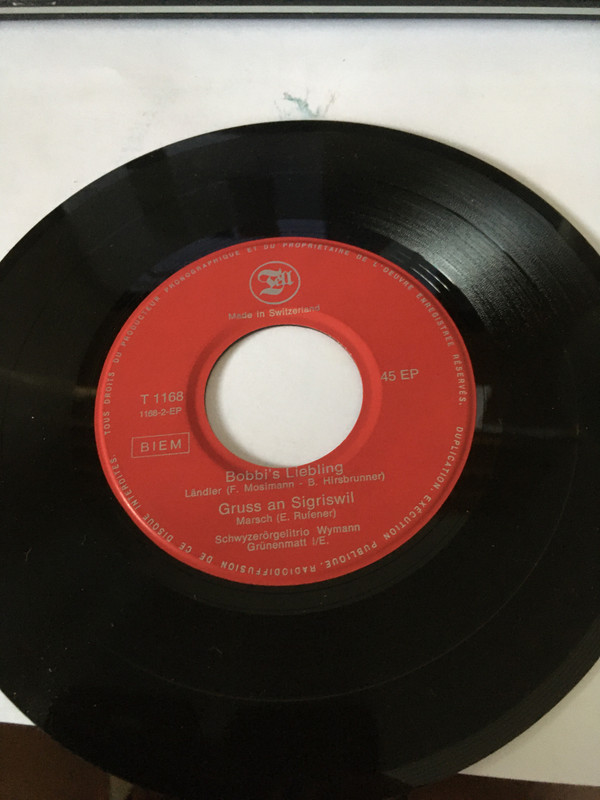 TOUS DROITS DU PRODUCTEUR PHONOGRAPHIQUE ET DU PROPRIETAIRE DE L'OEUVRE ENREGISTREE RÉSERVÉS. DUPLICATION, EXECUTION PUBLIQUE, RADIODIFFUSION DE CE DISQUE INTERDITES.
Tell
Made in Switzerland
T 1168
45 EP
1168-2-EP
BIEM
Bobbi's Liebling
Ländler (F. Mosimann - B. Hirsbrunner)
Gruss an Sigriswil
Marsch (E. Rufener)
Schwyzerörgelitrio Wymann
Grünenmatt I/E.